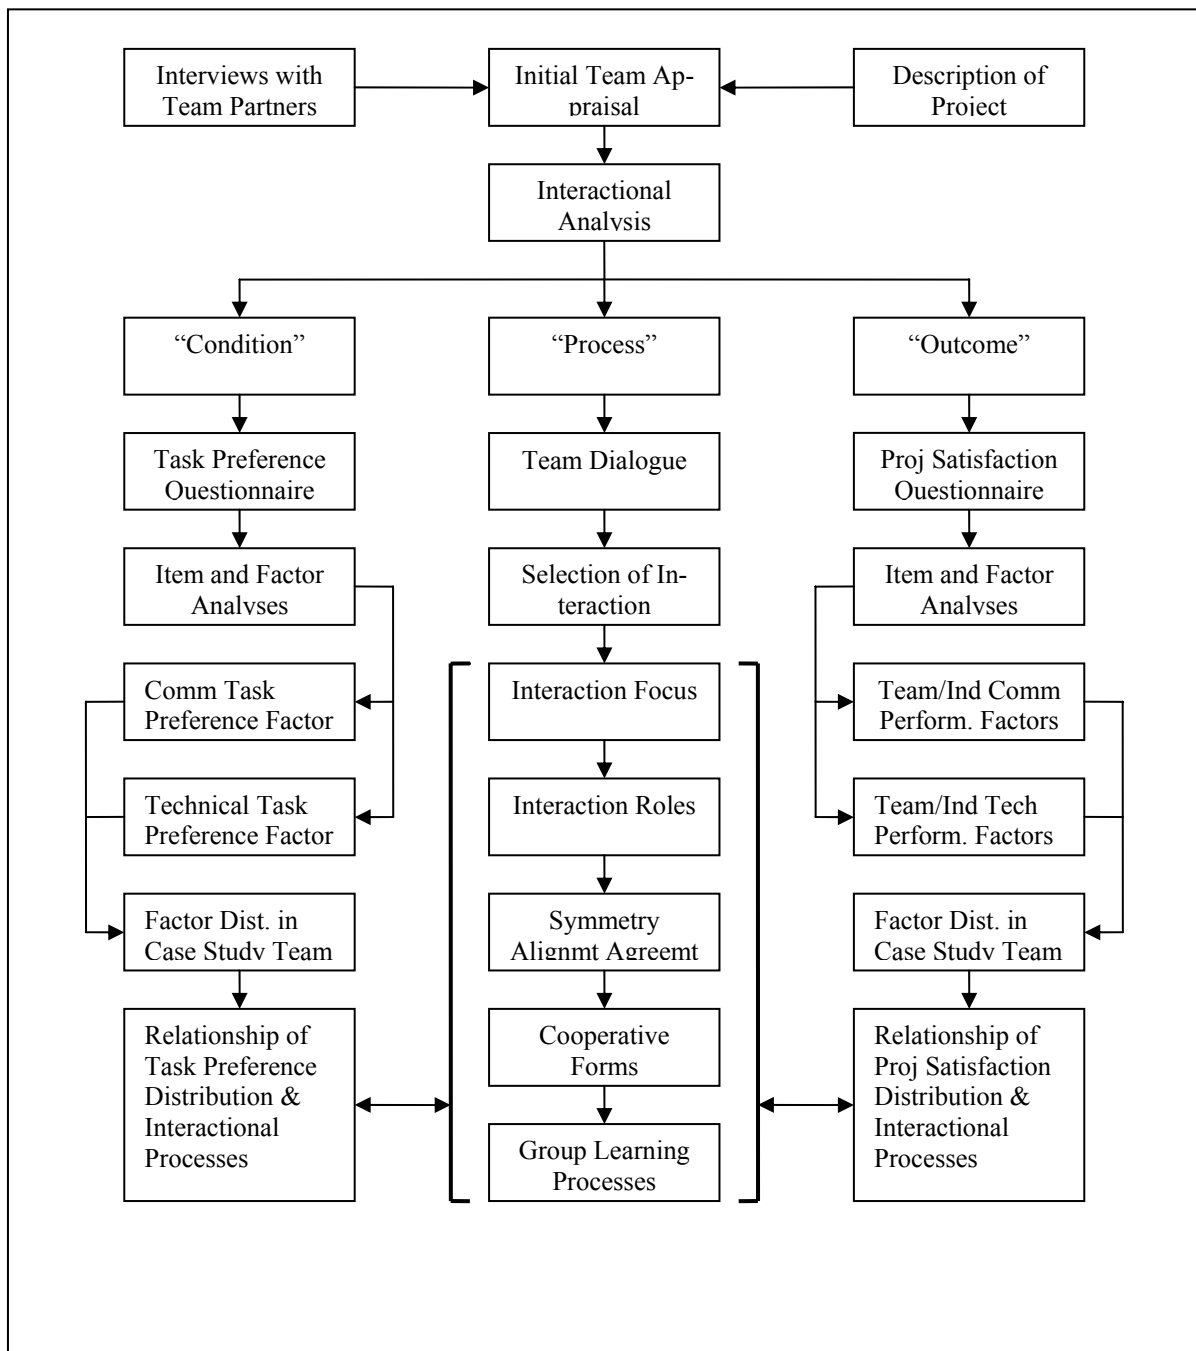 Interviews with
Team Partners
Initial Team Ap-
praisal
Description of
Project
Interactional
Analysis
“Condition”
“Process”
“Outcome”
Task Preference
Questionnaire
Team Dialogue
Proj Satisfaction
Questionnaire
Item and Factor
Analyses
Selection of In-
teraction
Item and Factor
Analyses
Comm Task
Preference Factor
Interaction Focus
Team/Ind Comm
Perform. Factors
Technical Task
Preference Factor
Interaction Roles
Team/Ind Tech
Perform. Factors
Factor Dist. in
Case Study Team
Symmetry
Alignmt Agreemt
Factor Dist. in
Case Study Team
Relationship of
Task Preference
Distribution &
Interactional
Processes
Cooperative
Forms
Group Learning
Processes
Relationship of
Proj Satisfaction
Distribution &
Interactional
Processes